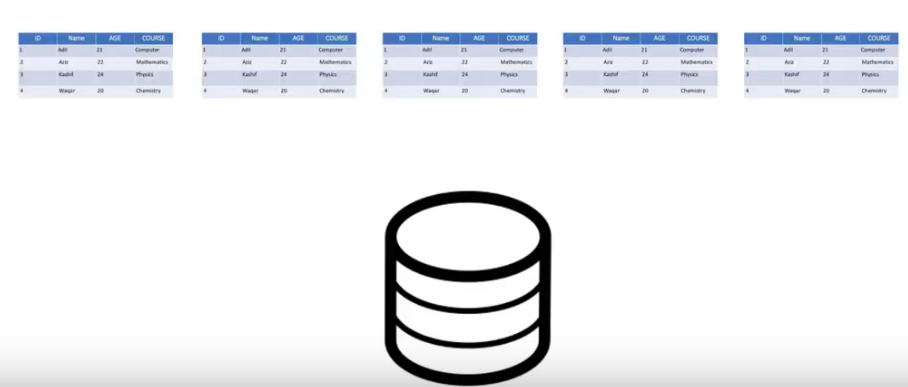 ID Name AGE COURSE
1 Adil 21 Computer
2 Aziz 22 Mathematics
3 Kashif 24 Physics
4 Waqar 20 Chemistry
ID Name AGE COURSE
1 Adil 21 Computer
2 Aziz 22 Mathematics
3 Kashif 24 Physics
4 Waqar 20 Chemistry
ID Name AGE COURSE
1 Adil 21 Computer
2 Aziz 22 Mathematics
3 Kashif 24 Physics
4 Waqar 20 Chemistry
ID Name AGE COURSE
1 Adil 21 Computer
2 Aziz 22 Mathematics
3 Kashif 24 Physics
4 Waqar 20 Chemistry
ID Name AGE COURSE
1 Adil 21 Computer
2 Aziz 22 Mathematics
3 Kashif 24 Physics
4 Waqar 20 Chemistry